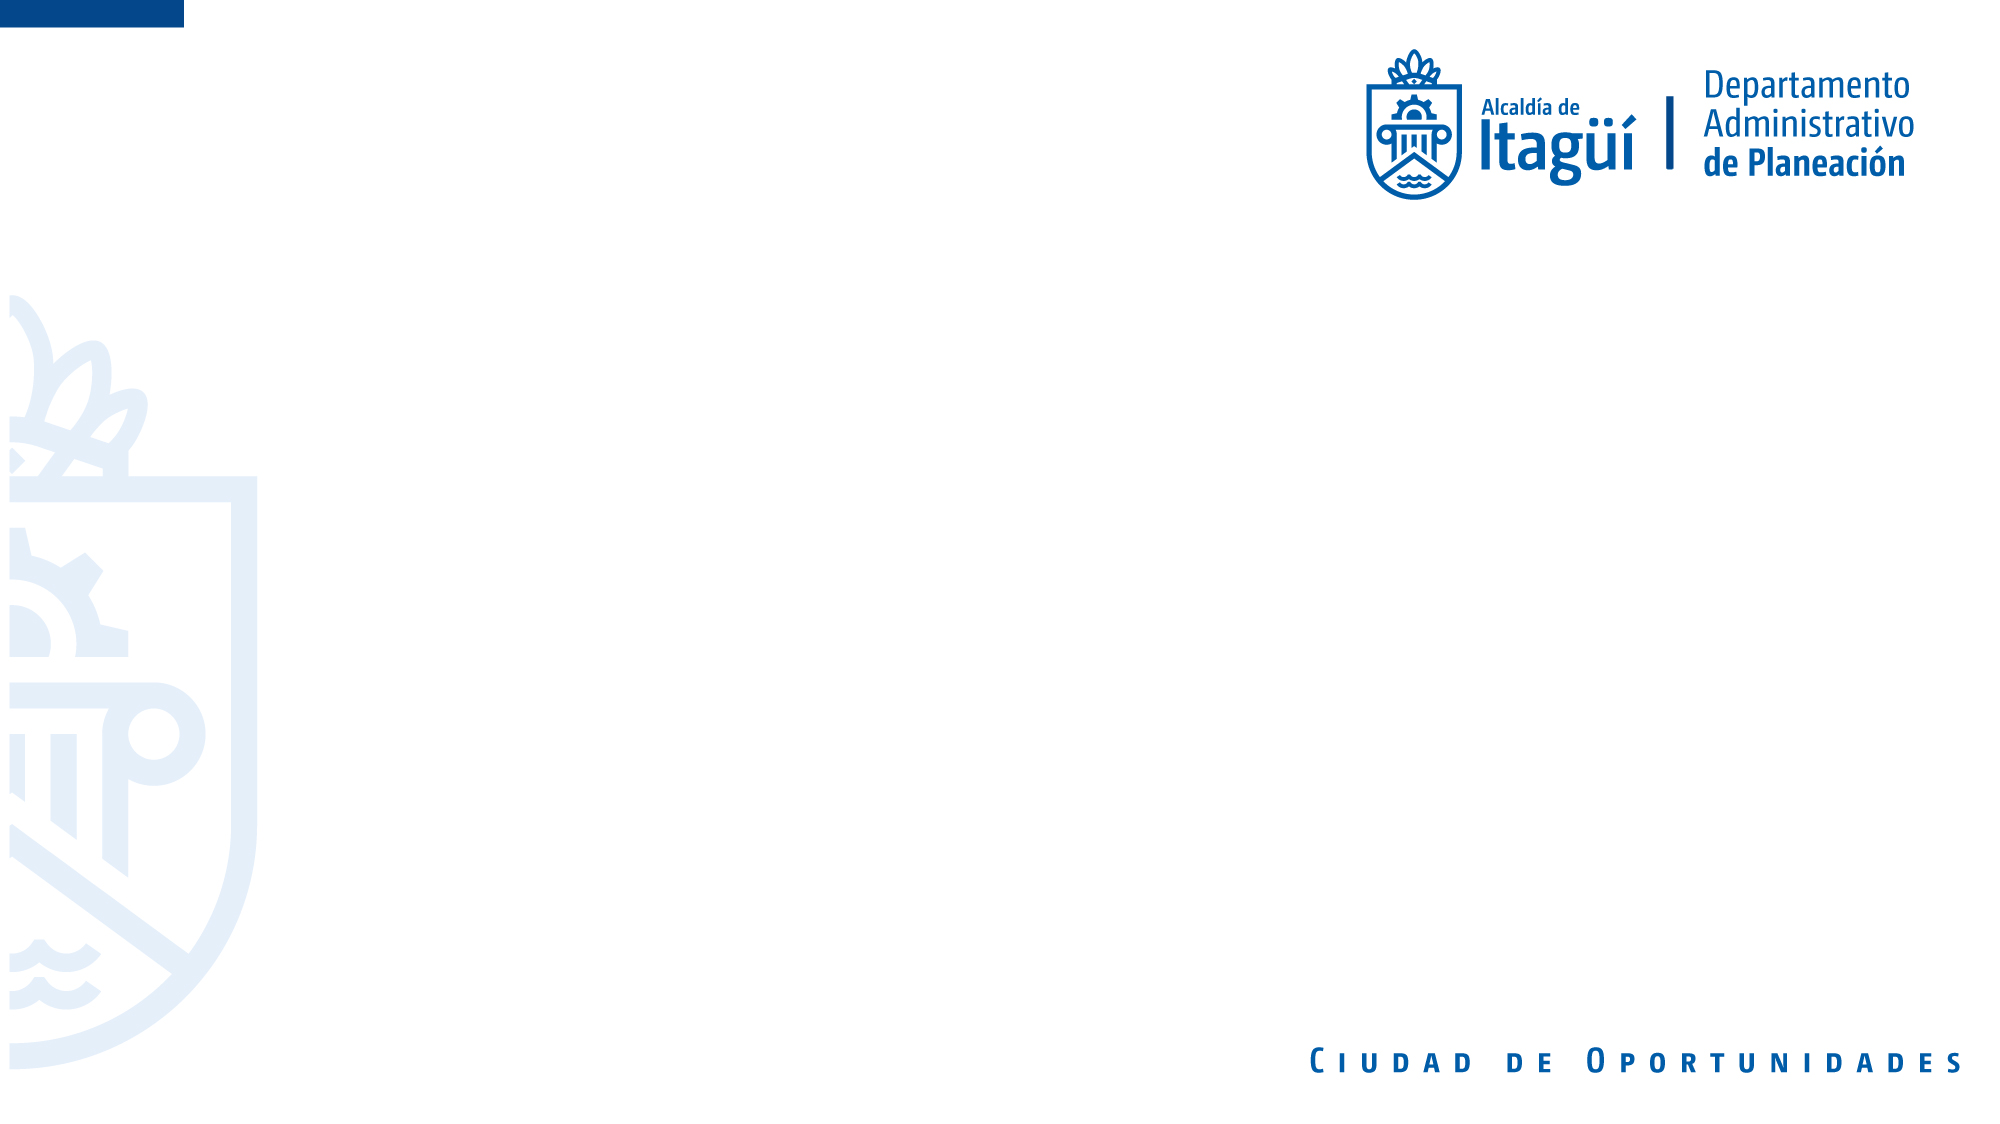 Alcaldía de
Itagüí
Departamento
Administrativo
de Planeación
Ciudad de Oportunidades